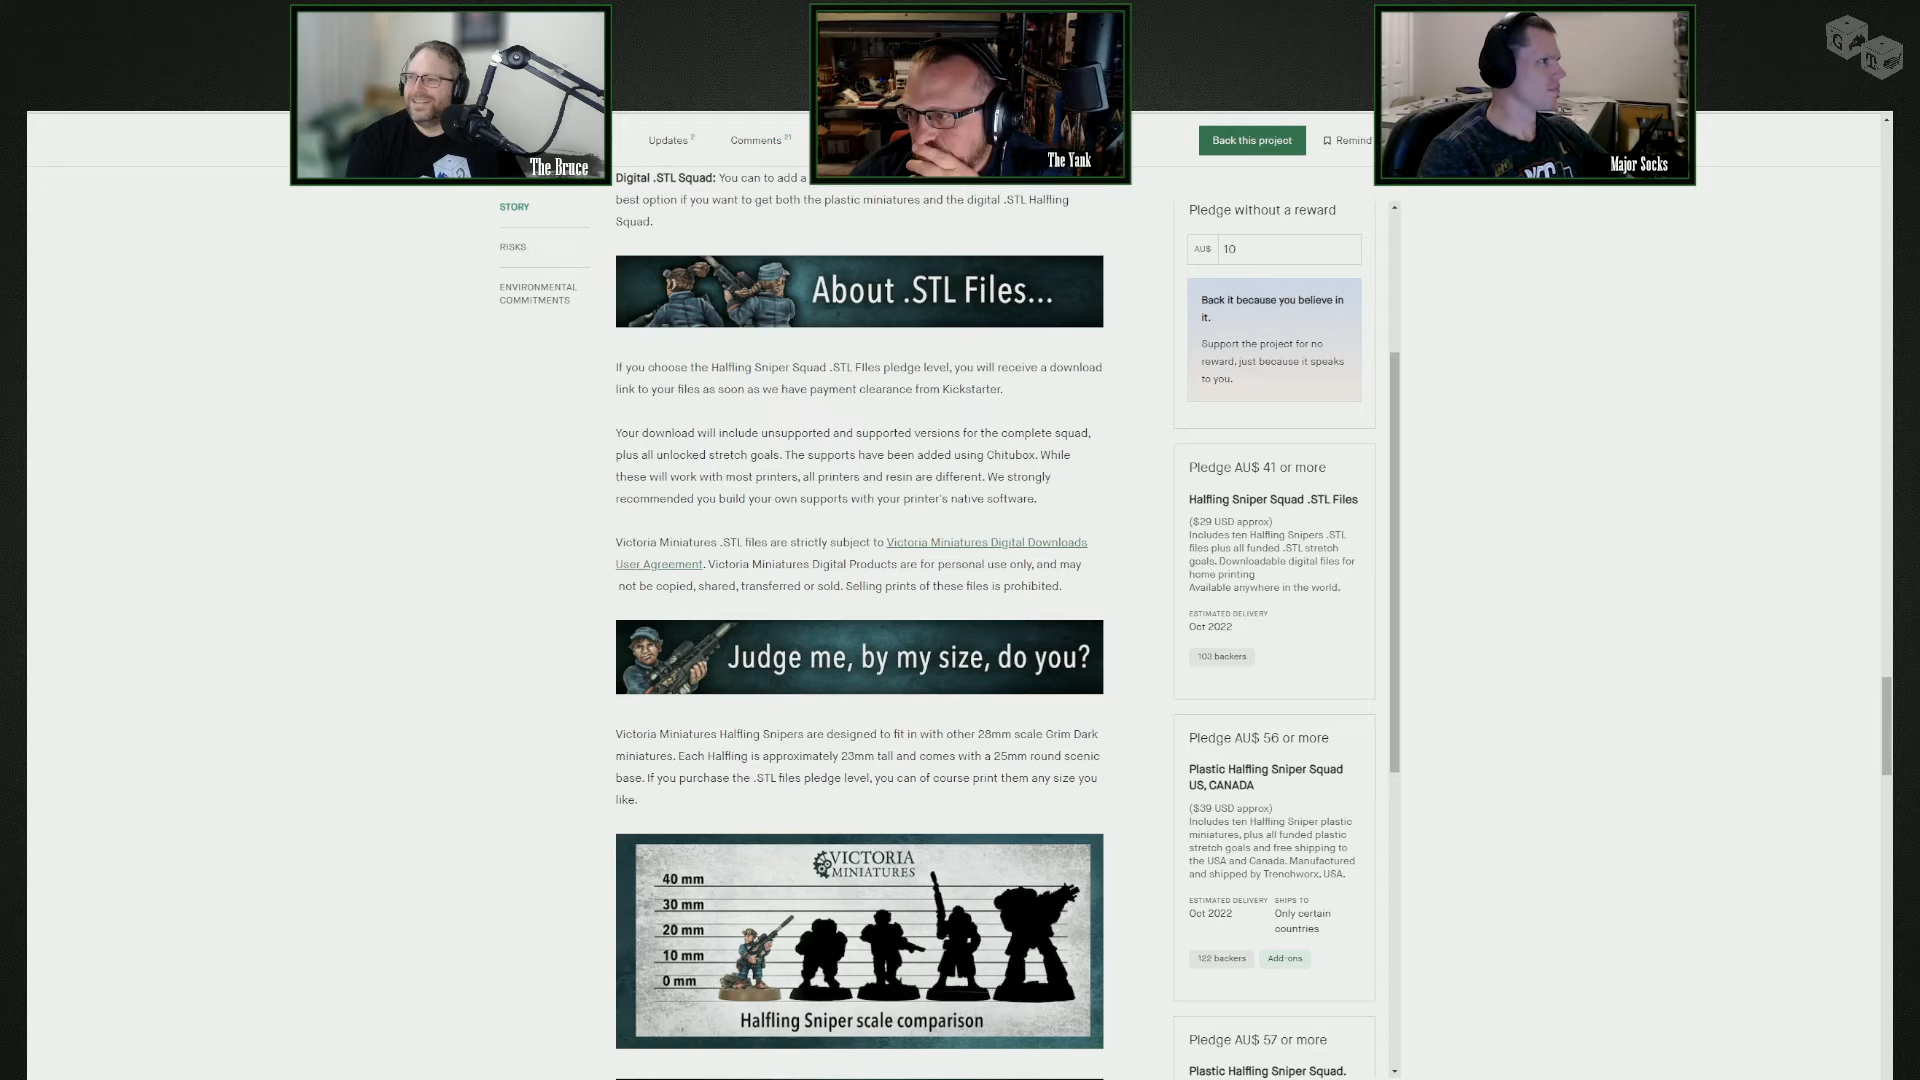 The Bruce
The Yank
Major Socks
G
T
Updates 2
Comments 21
Back this project
Remind
STORY
RISKS
ENVIRONMENTAL
COMMITMENTS
Digital .STL Squad: You can to add a
best option if you want to get both the plastic miniatures and the digital .STL Halfling
Squad.
About .STL Files...
If you choose the Halfling Sniper Squad .STL FIles pledge level, you will receive a download
link to your files as soon as we have payment clearance from Kickstarter.
Your download will include unsupported and supported versions for the complete squad,
plus all unlocked stretch goals. The supports have been added using Chitubox. While
these will work with most printers, all printers and resin are different. We strongly
recommended you build your own supports with your printer's native software.
Victoria Miniatures .STL files are strictly subject to Victoria Miniatures Digital Downloads
User Agreement. Victoria Miniatures Digital Products are for personal use only, and may
not be copied, shared, transferred or sold. Selling prints of these files is prohibited.
Judge me, by my size, do you?
Victoria Miniatures Halfling Snipers are designed to fit in with other 28mm scale Grim Dark
miniatures. Each Halfling is approximately 23mm tall and comes with a 25mm round scenic
base. If you purchase the .STL files pledge level, you can of course print them any size you
like.
VICTORIA
MINIATURES
40 mm
30 mm
20 mm
10 mm
0 mm
Halfling Sniper scale comparison
Pledge without a reward
AU$ 10
Back it because you believe in
it.
Support the project for no
reward, just because it speaks
to you.
Pledge AU$ 41 or more
Halfling Sniper Squad .STL Files
($29 USD approx)
Includes ten Halfling Snipers .STL
files plus all funded .STL stretch
goals. Downloadable digital files for
home printing
Available anywhere in the world.
ESTIMATED DELIVERY
Oct 2022
103 backers
Pledge AU$ 56 or more
Plastic Halfling Sniper Squad
US, CANADA
($39 USD approx)
Includes ten Halfling Sniper plastic
miniatures, plus all funded plastic
stretch goals and free shipping to
the USA and Canada. Manufactured
and shipped by Trenchworx, USA.
ESTIMATED DELIVERY SHIPS TO
Oct 2022 Only certain
countries
122 backers Add-ons
Pledge AU$ 57 or more
Plastic Halfling Sniper Squad.